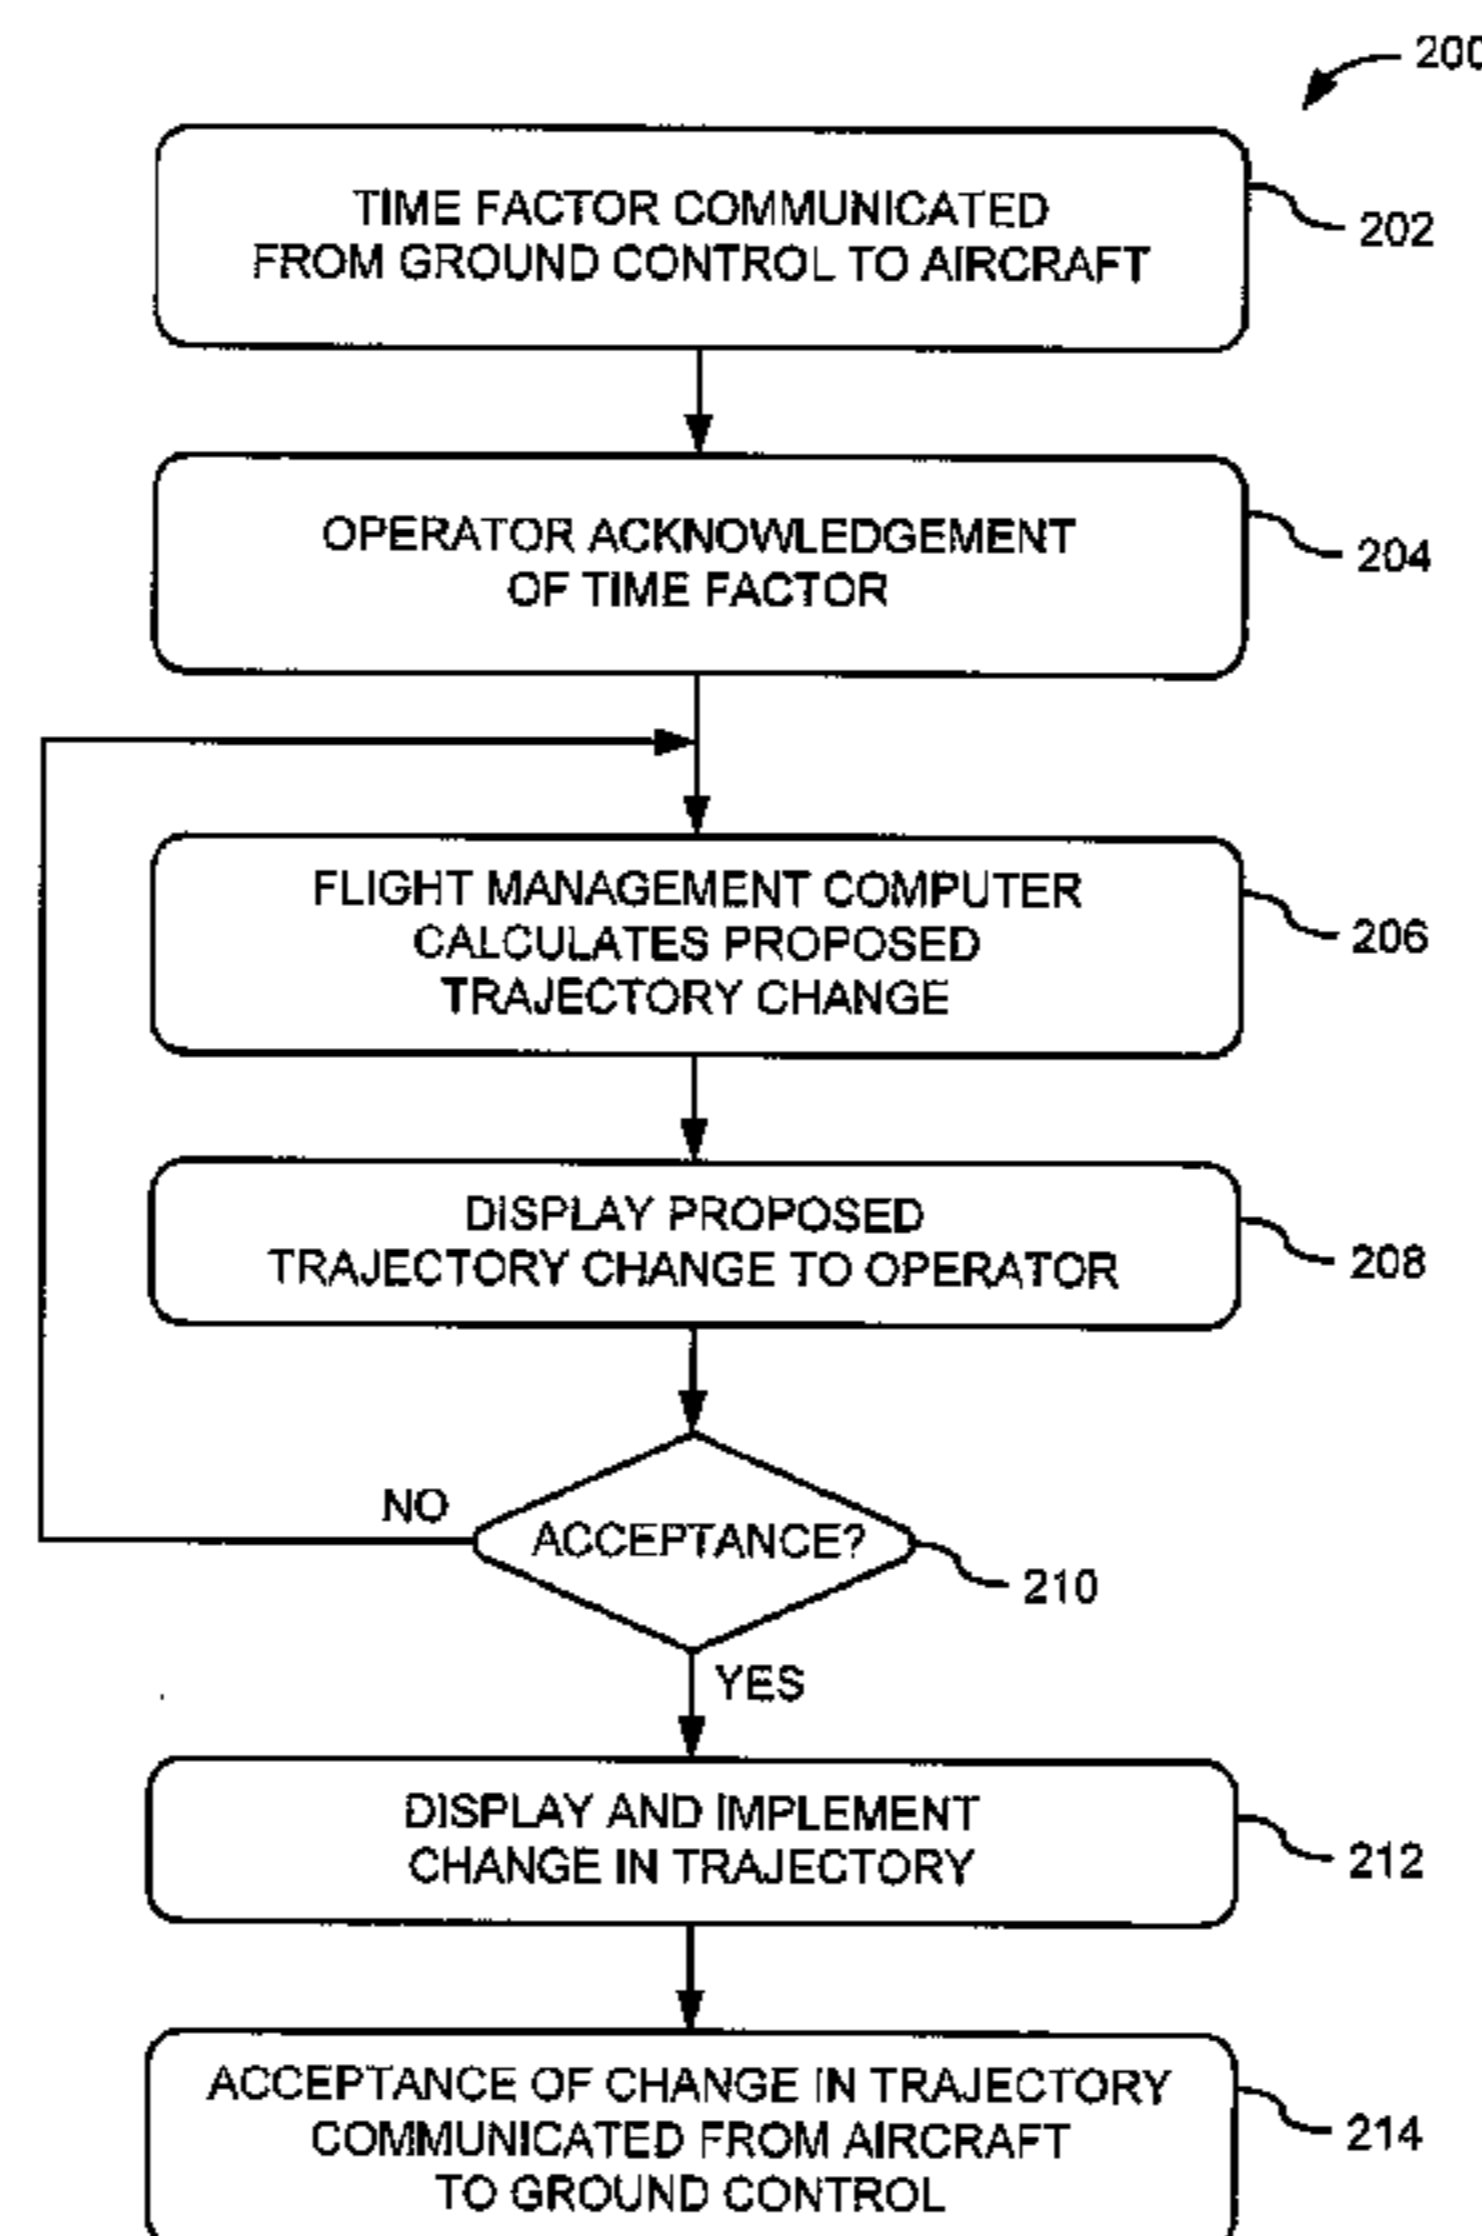 200
TIME FACTOR COMMUNICATED
FROM GROUND CONTROL TO AIRCRAFT
202
OPERATOR ACKNOWLEDGEMENT
OF TIME FACTOR
204
FLIGHT MANAGEMENT COMPUTER
CALCULATES PROPOSED
TRAJECTORY CHANGE
206
DISPLAY PROPOSED
TRAJECTORY CHANGE TO OPERATOR
208
NO
ACCEPTANCE?
210
YES
DISPLAY AND IMPLEMENT
CHANGE IN TRAJECTORY
212
ACCEPTANCE OF CHANGE IN TRAJECTORY
COMMUNICATED FROM AIRCRAFT
TO GROUND CONTROL
214